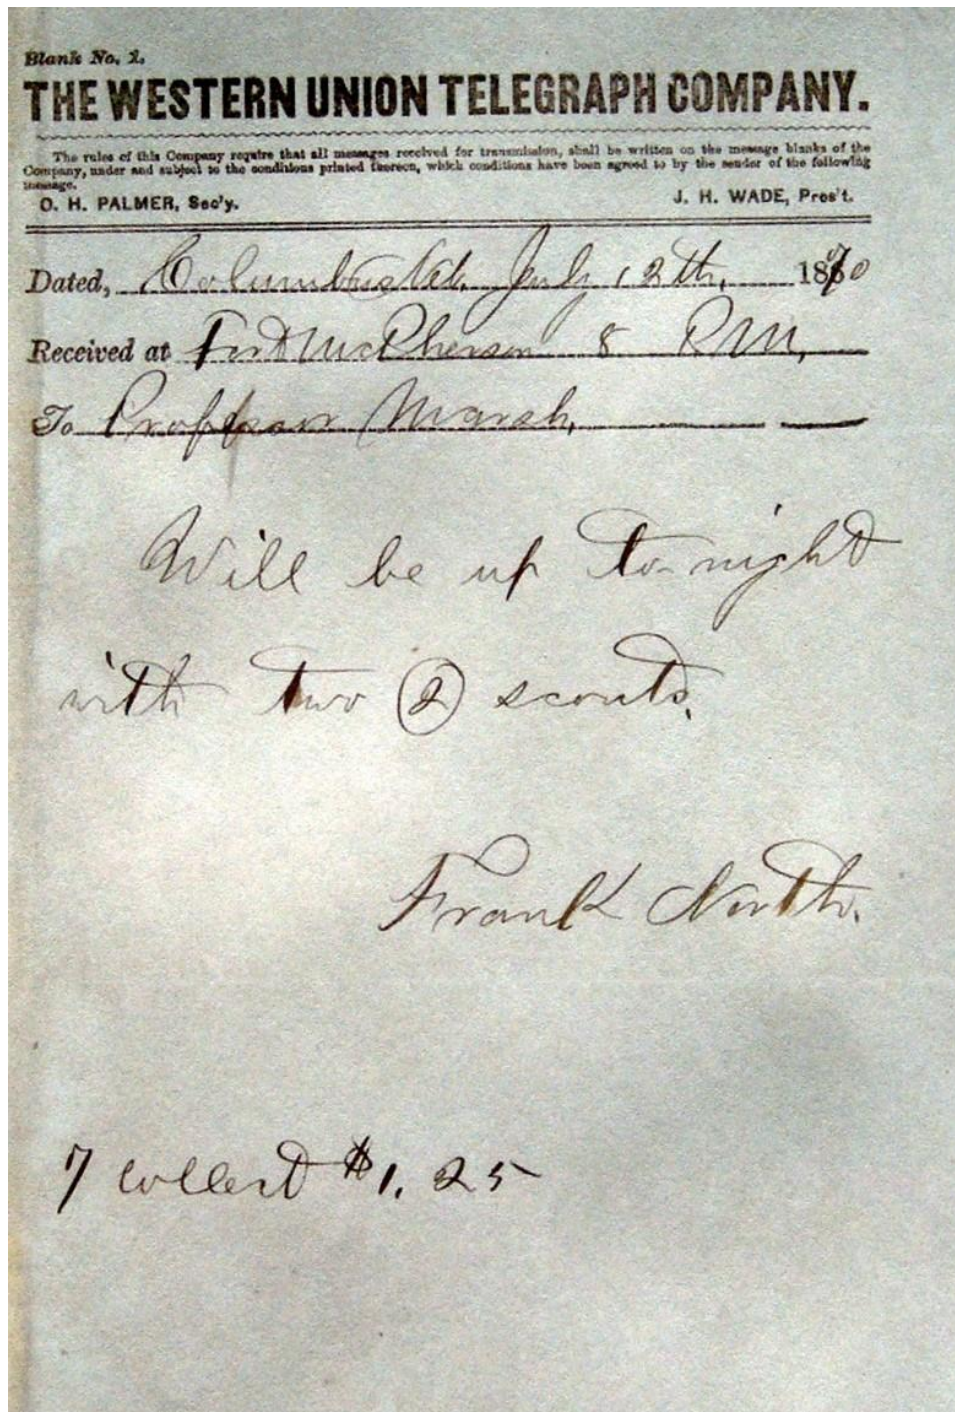 Blank No. 1.
THE WESTERN UNION TELEGRAPH COMPANY.
The rules of this Company require that all messages received for transmission, shall be written on the message blanks of the
Company, under and subject to the conditions printed thereon, which conditions have been agreed to by the sender of the following
message.
O. H. PALMER, Sec'y. J. H. WADE, Pres't.
Dated, Columbus Neb. July 12th, 1870
Received at Fort McPherson 8 PM,
To Professor Marsh,
Will be up to-night
with two (2) scouts.
Frank North.
7 collect $1.25